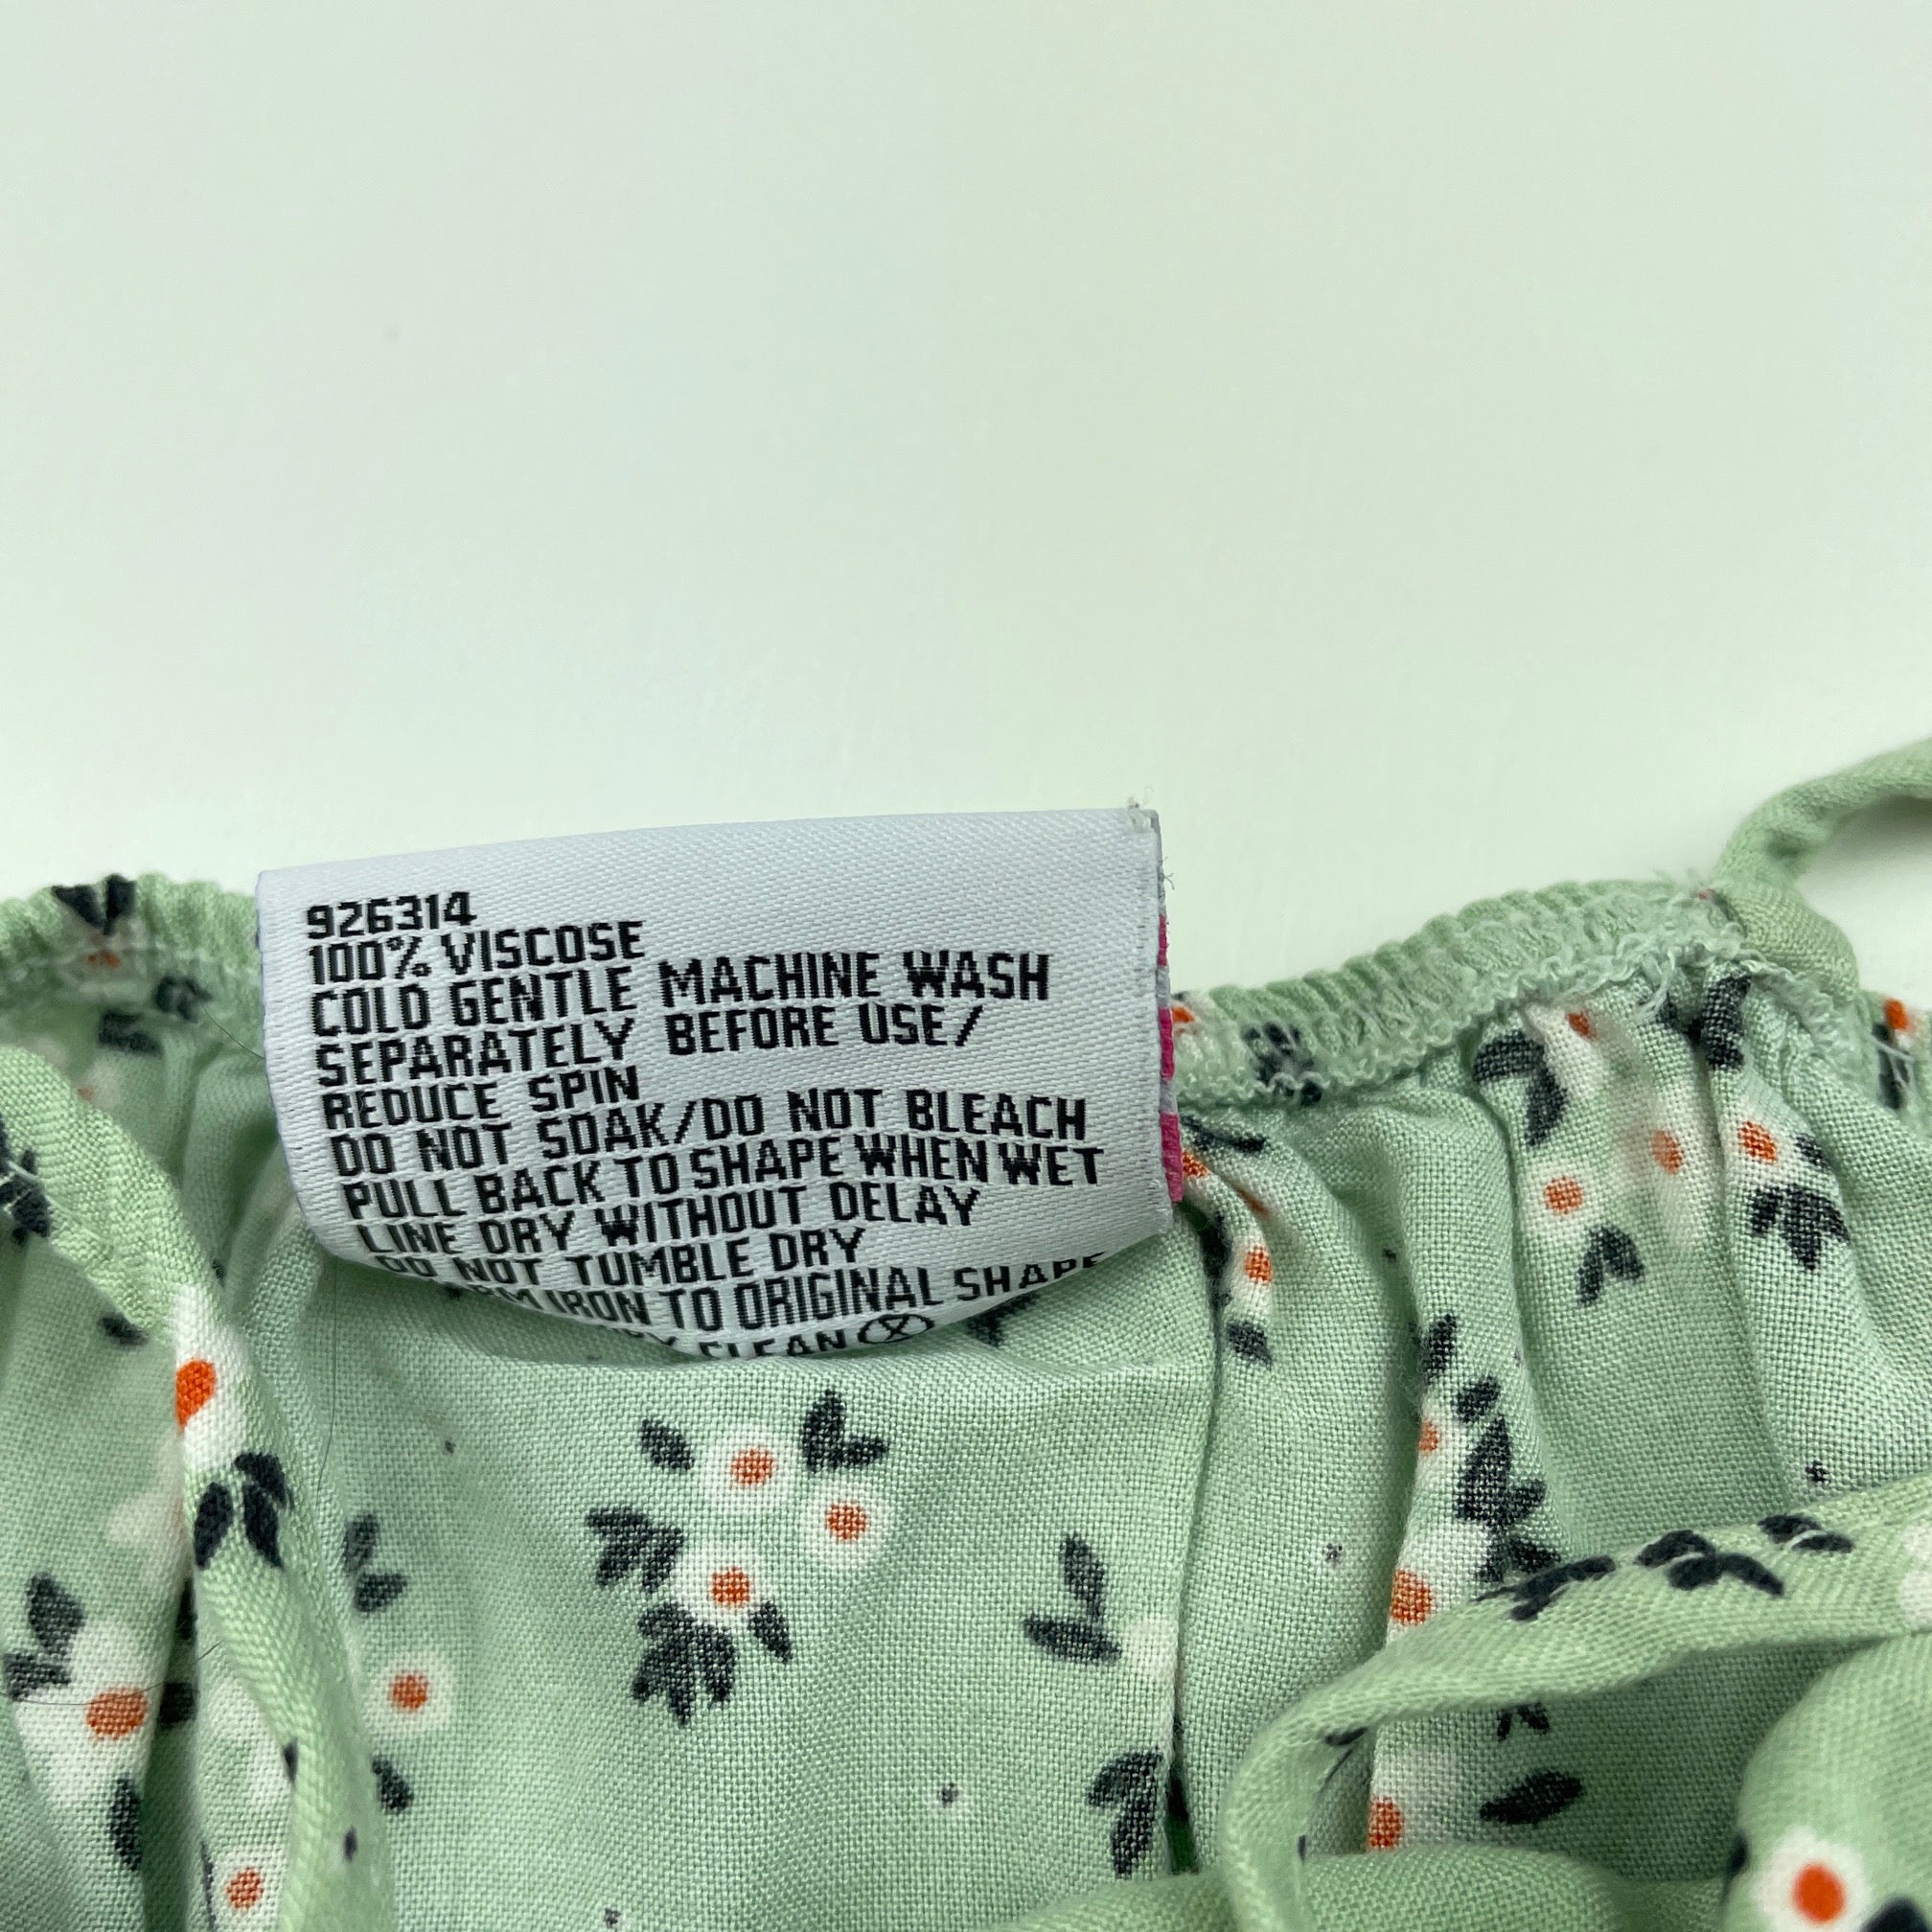 926314
100% VISCOSE
COLD GENTLE MACHINE WASH
SEPARATELY BEFORE USE/
REDUCE SPIN
DO NOT SOAK/DO NOT BLEACH
PULL BACK TO SHAPE WHEN WET
LINE DRY WITHOUT DELAY
DO NOT TUMBLE DRY
IRON TO ORIGINAL SHAPE
CLEAN